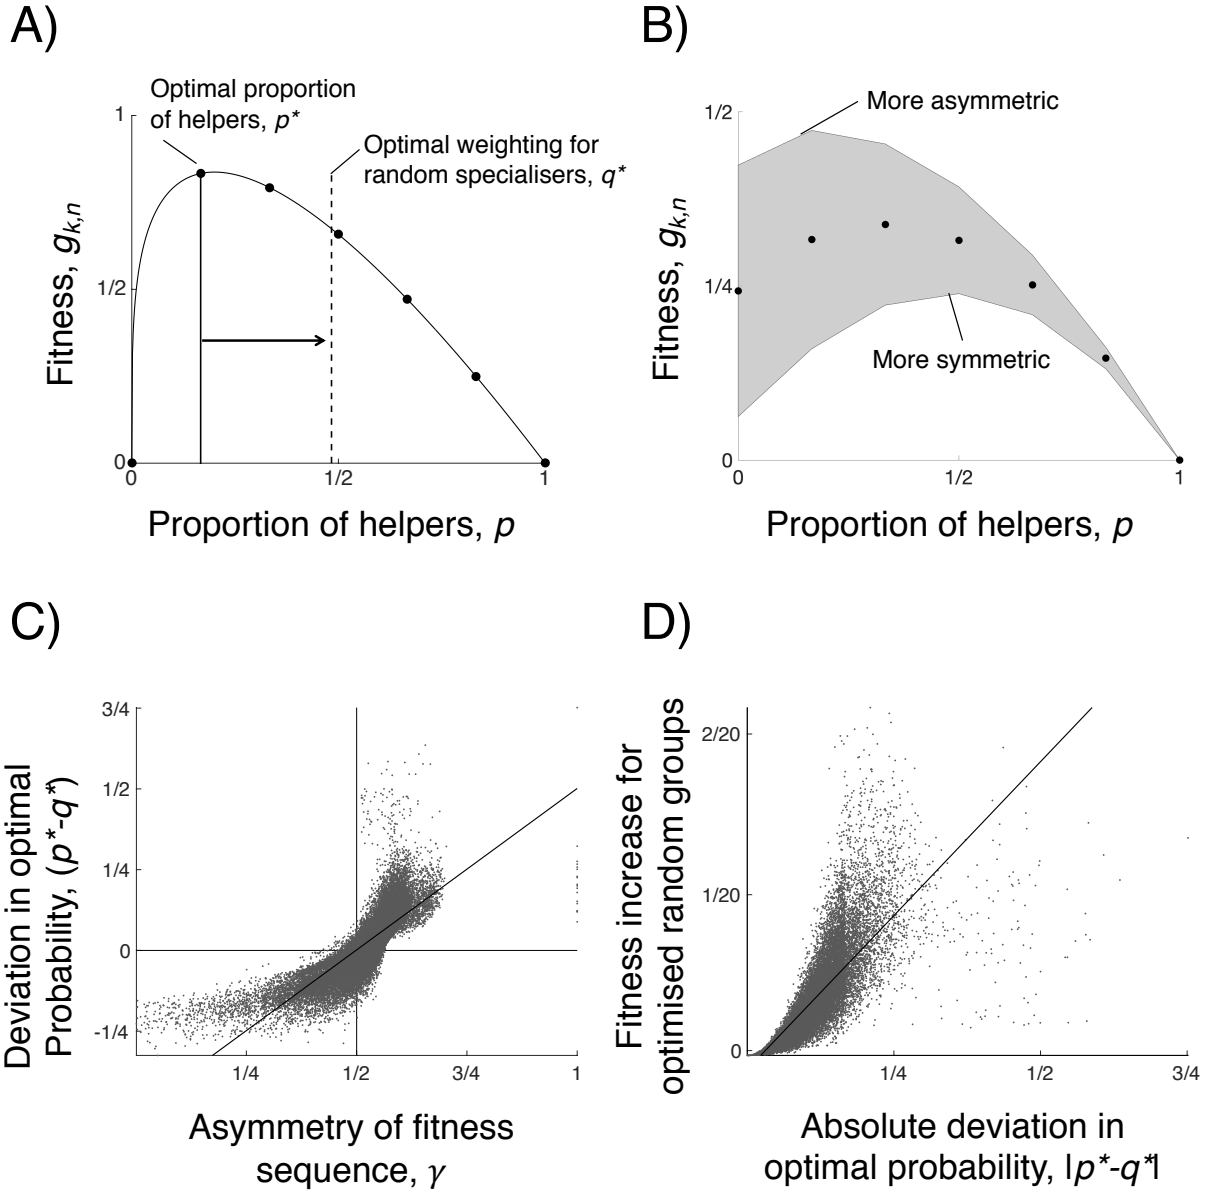 A)
Optimal proportion
of helpers, p*
Optimal weighting for
random specialisers, q*
1
1/2
0
0
1/2
1
Fitness, gk,n
Proportion of helpers, p
B)
More asymmetric
More symmetric
1/2
1/4
0
0
1/2
1
Fitness, gk,n
Proportion of helpers, p
C)
3/4
1/2
1/4
0
-1/4
1/4
1/2
3/4
1
Deviation in optimal
Probability, (p*-q*)
Asymmetry of fitness
sequence, γ
D)
2/20
1/20
0
1/4
1/2
3/4
Fitness increase for
optimised random groups
Absolute deviation in
optimal probability, |p*-q*|